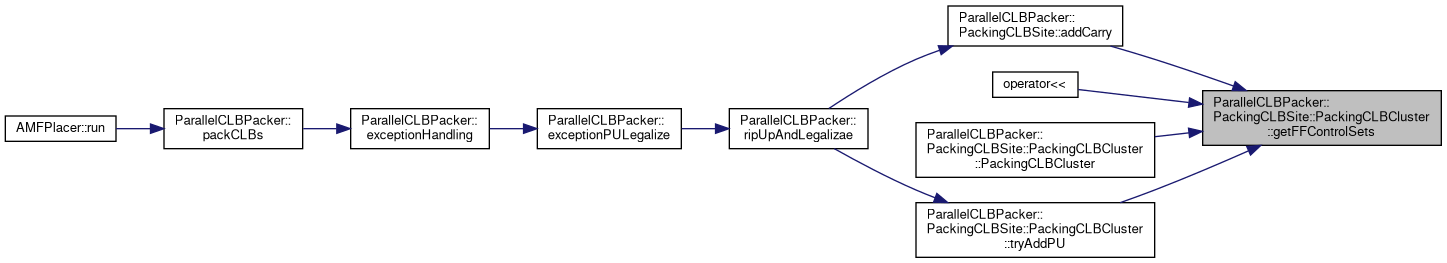 AMFPlacer::run
ParallelCLBPacker::
packCLBs
ParallelCLBPacker::
exceptionHandling
ParallelCLBPacker::
exceptionPULegalize
ParallelCLBPacker::
ripUpAndLegalizae
ParallelCLBPacker::
PackingCLBSite::addCarry
operator<<
ParallelCLBPacker::
PackingCLBSite::PackingCLBCluster
::PackingCLBCluster
ParallelCLBPacker::
PackingCLBSite::PackingCLBCluster
::tryAddPU
ParallelCLBPacker::
PackingCLBSite::PackingCLBCluster
::getFFControlSets